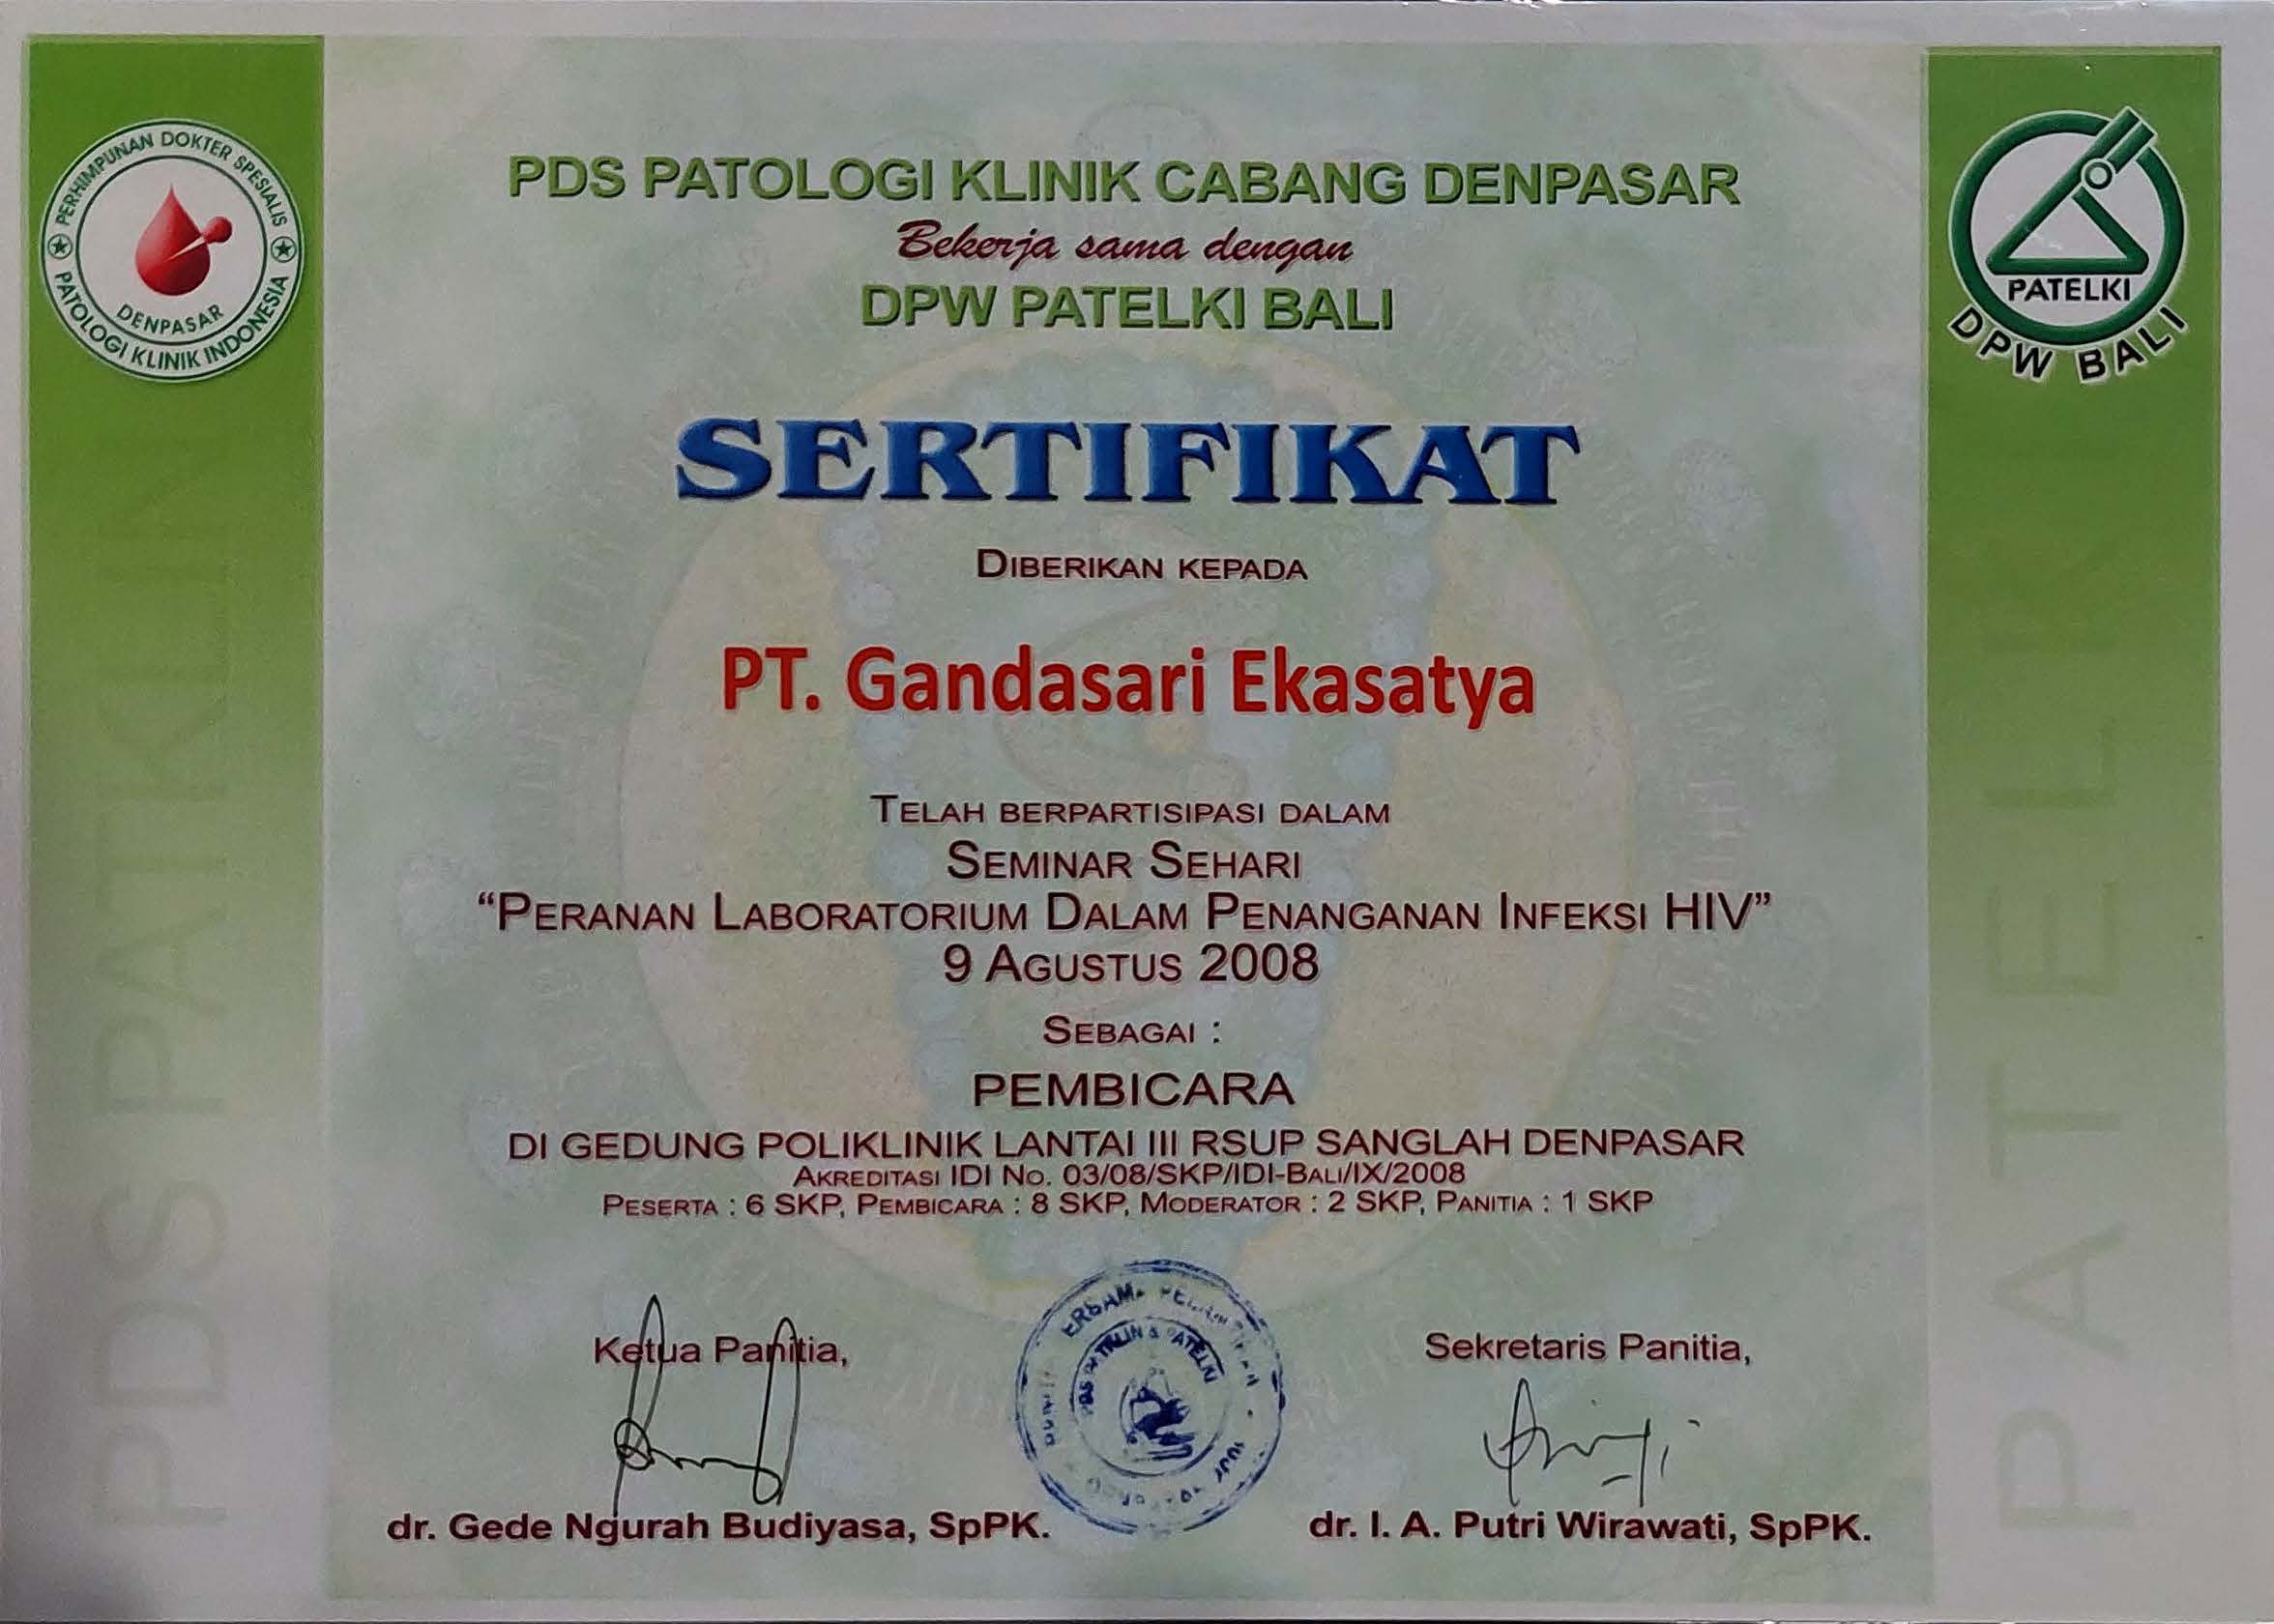 PERHIMPUNAN DOKTER SPESIALIS
PATOLOGI KLINIK INDONESIA
DENPASAR
PDS PATOLOGI KLINIK CABANG DENPASAR
Bekerja sama dengan
DPW PATELKI BALI
PATELKI
DPW BALI
SERTIFIKAT
DIBERIKAN KEPADA
PT. Gandasari Ekasatya
TELAH BERPARTISIPASI DALAM
SEMINAR SEHARI
“PERANAN LABORATORIUM DALAM PENANGANAN INFEKSI HIV”
9 AGUSTUS 2008
SEBAGAI :
PEMBICARA
DI GEDUNG POLIKLINIK LANTAI III RSUP SANGLAH DENPASAR
AKREDITASI IDI NO. 03/08/SKP/IDI-BALI/IX/2008
PESERTA : 6 SKP, PEMBICARA : 8 SKP, MODERATOR : 2 SKP, PANITIA : 1 SKP
Ketua Panitia,
Sekretaris Panitia,
PDS PATKLIN & PATELKI
dr. Gede Ngurah Budiyasa, SpPK.
dr. I. A. Putri Wirawati, SpPK.
PDS PATKLIN
PATELKI